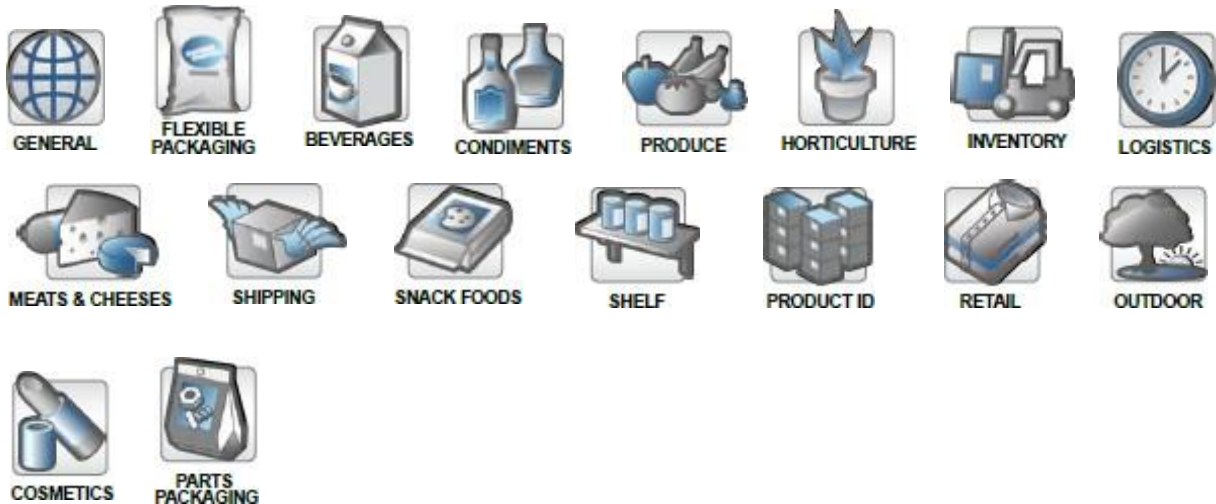 GENERAL
FLEXIBLE
PACKAGING
BEVERAGES
CONDIMENTS
PRODUCE
HORTICULTURE
INVENTORY
LOGISTICS
MEATS & CHEESES
SHIPPING
SNACK FOODS
SHELF
PRODUCT ID
RETAIL
OUTDOOR
COSMETICS
PARTS
PACKAGING